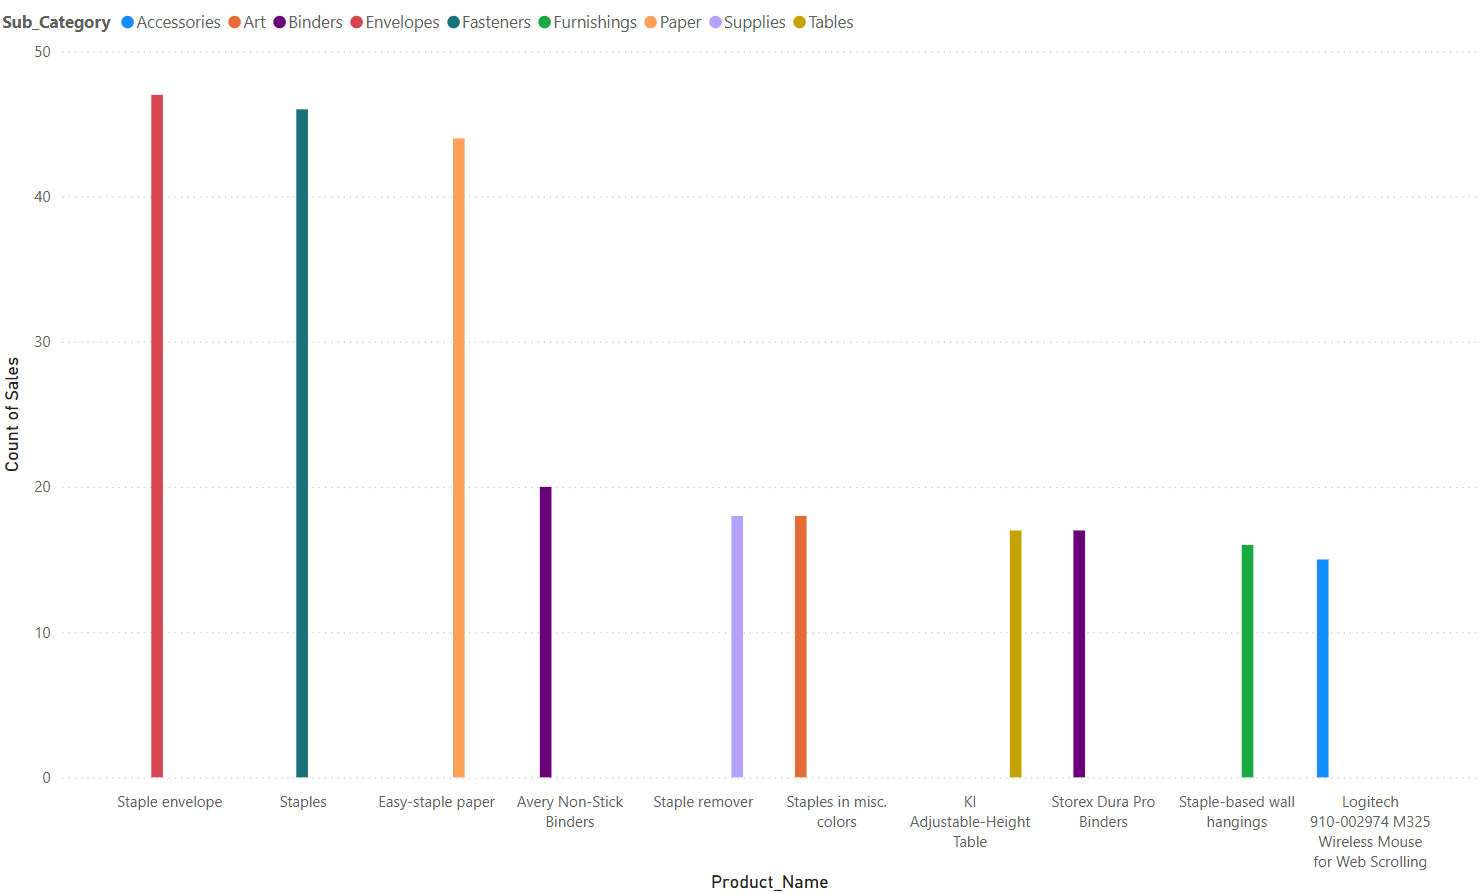 Sub_Category Accessories Art Binders Envelopes Fasteners Furnishings Paper Supplies Tables
50
40
30
20
10
0
Count of Sales
Staple envelope
Staples
Easy-staple paper
Avery Non-Stick
Binders
Staple remover
Staples in misc.
colors
KI
Adjustable-Height
Table
Storex Dura Pro
Binders
Staple-based wall
hangings
Logitech
910-002974 M325
Wireless Mouse
for Web Scrolling
Product_Name